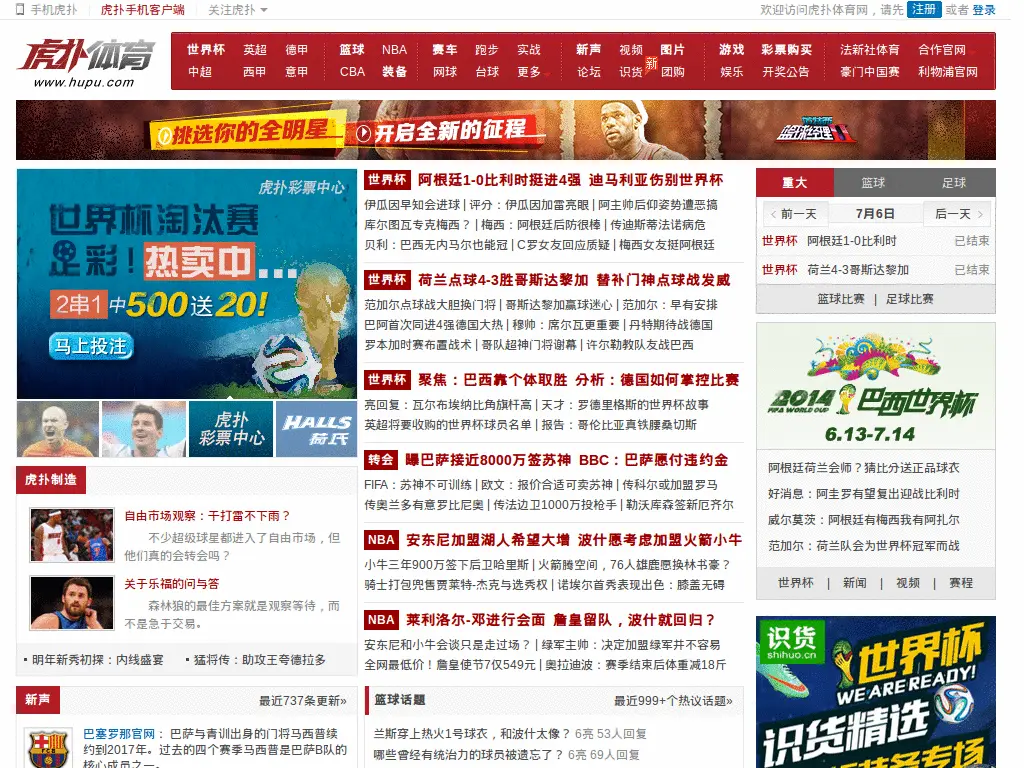 手机虎扑 虎扑手机客户端 关注虎扑
欢迎访问虎扑体育网，请先 注册 或者 登录
虎扑体育
www.hupu.com
世界杯 英超 德甲 篮球 NBA 赛车 跑步 实战 新声 视频 图片 游戏 彩票购买 法新社体育 合作官网
中超 西甲 意甲 CBA 装备 网球 台球 更多 论坛 识货 新 团购 娱乐 开奖公告 豪门中国赛 利物浦官网
挑选你的全明星 开启全新的征程
篮球经理
虎扑彩票中心
世界杯淘汰赛
足彩！热卖中...
2串1中500送20!
马上投注
虎扑
彩票中心
HALLS
荷氏
虎扑制造
自由市场观察：干打雷不下雨？
不少超级球星都进入了自由市场，但
他们真的会转会吗？
关于乐福的问与答
森林狼的最佳方案就是观察等待，而
不是急于交易。
明年新秀初探：内线盛宴 猛将传：助攻王夸德拉多
新声 最近737条更新»
巴塞罗那官网： 巴萨与青训出身的门将马西普续
约到2017年。过去的四个赛季马西普是巴萨B队的
核心成员之一。
世界杯 阿根廷1-0比利时挺进4强 迪马利亚伤别世界杯
伊瓜因早知会进球 | 评分：伊瓜因加雷亮眼 | 阿主帅后仰姿势遭恶搞
库尔图瓦专克梅西？ | 梅西：阿根廷后防很棒 | 传迪斯蒂法诺病危
贝利：巴西无内马尔也能冠 | C罗女友回应质疑 | 梅西女友挺阿根廷
世界杯 荷兰点球4-3胜哥斯达黎加 替补门神点球战发威
范加尔点球战大胆换门将 | 哥斯达黎加赢球迷心 | 范加尔：早有安排
巴阿首次同进4强德国大热 | 穆帅：席尔瓦更重要 | 丹特期待战德国
罗本加时赛布置战术 | 哥队超神门将谢幕 | 许尔勒教队友战巴西
世界杯 聚焦：巴西靠个体取胜 分析：德国如何掌控比赛
亮回复：瓦尔布埃纳比角旗杆高 | 天才：罗德里格斯的世界杯故事
英超将要收购的世界杯球员名单 | 报告：哥伦比亚真铁腰桑切斯
转会 曝巴萨接近8000万签苏神 BBC：巴萨愿付违约金
FIFA：苏神不可训练 | 欧文：报价合适可卖苏神 | 传科尔或加盟罗马
传奥兰多有意罗比尼奥 | 传法边卫1000万投枪手 | 勒沃库森签新厄齐尔
NBA 安东尼加盟湖人希望大增 波什愿考虑加盟火箭小牛
小牛三年900万签下后卫哈里斯 | 火箭腾空间，76人雄鹿愿换林书豪？
骑士打包兜售贾莱特-杰克与选秀权 | 诺埃尔首秀表现出色：膝盖无碍
NBA 莱利洛尔-邓进行会面 詹皇留队，波什就回归？
安东尼和小牛会谈只是走过场？ | 绿军主帅：决定加盟绿军并不容易
全网最低价！詹皇使节7仅549元 | 奥拉迪波：赛季结束后体重减18斤
篮球话题 最近999+个热议话题»
兰斯穿上热火1号球衣，和波什太像？ 6亮 53人回复
哪些曾经有统治力的球员被遗忘了？ 6亮 69人回复
重大 篮球 足球
前一天 7月6日 后一天
世界杯 阿根廷1-0比利时 已结束
世界杯 荷兰4-3哥斯达黎加 已结束
篮球比赛 | 足球比赛
2014 巴西世界杯
FIFA WORLD CUP
6.13-7.14
阿根廷荷兰会师？猜比分送正品球衣
好消息：阿圭罗有望复出迎战比利时
威尔莫茨：阿根廷有梅西我有阿扎尔
范加尔：荷兰队会为世界杯冠军而战
世界杯 | 新闻 | 视频 | 赛程
识货
shihuo.cn
世界杯
WE ARE READY!
识货精选